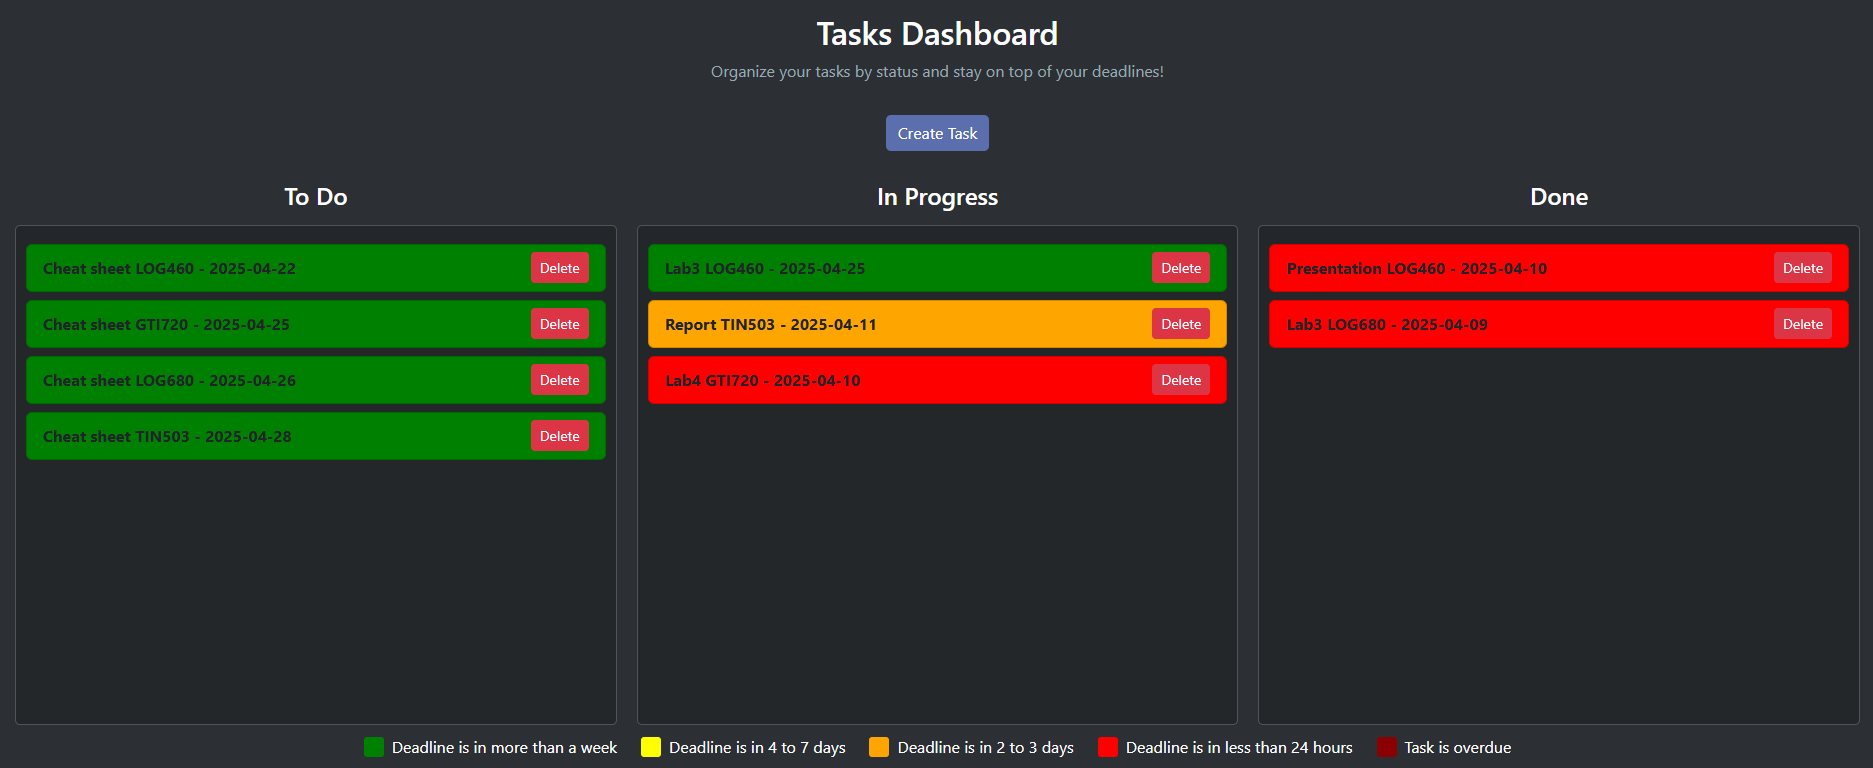 Tasks Dashboard
Organize your tasks by status and stay on top of your deadlines!
Create Task
To Do
Cheat sheet LOG460 - 2025-04-22 Delete
Cheat sheet GTI720 - 2025-04-25 Delete
Cheat sheet LOG680 - 2025-04-26 Delete
Cheat sheet TIN503 - 2025-04-28 Delete
In Progress
Lab3 LOG460 - 2025-04-25 Delete
Report TIN503 - 2025-04-11 Delete
Lab4 GTI720 - 2025-04-10 Delete
Done
Presentation LOG460 - 2025-04-10 Delete
Lab3 LOG680 - 2025-04-09 Delete
Deadline is in more than a week Deadline is in 4 to 7 days Deadline is in 2 to 3 days Deadline is in less than 24 hours Task is overdue